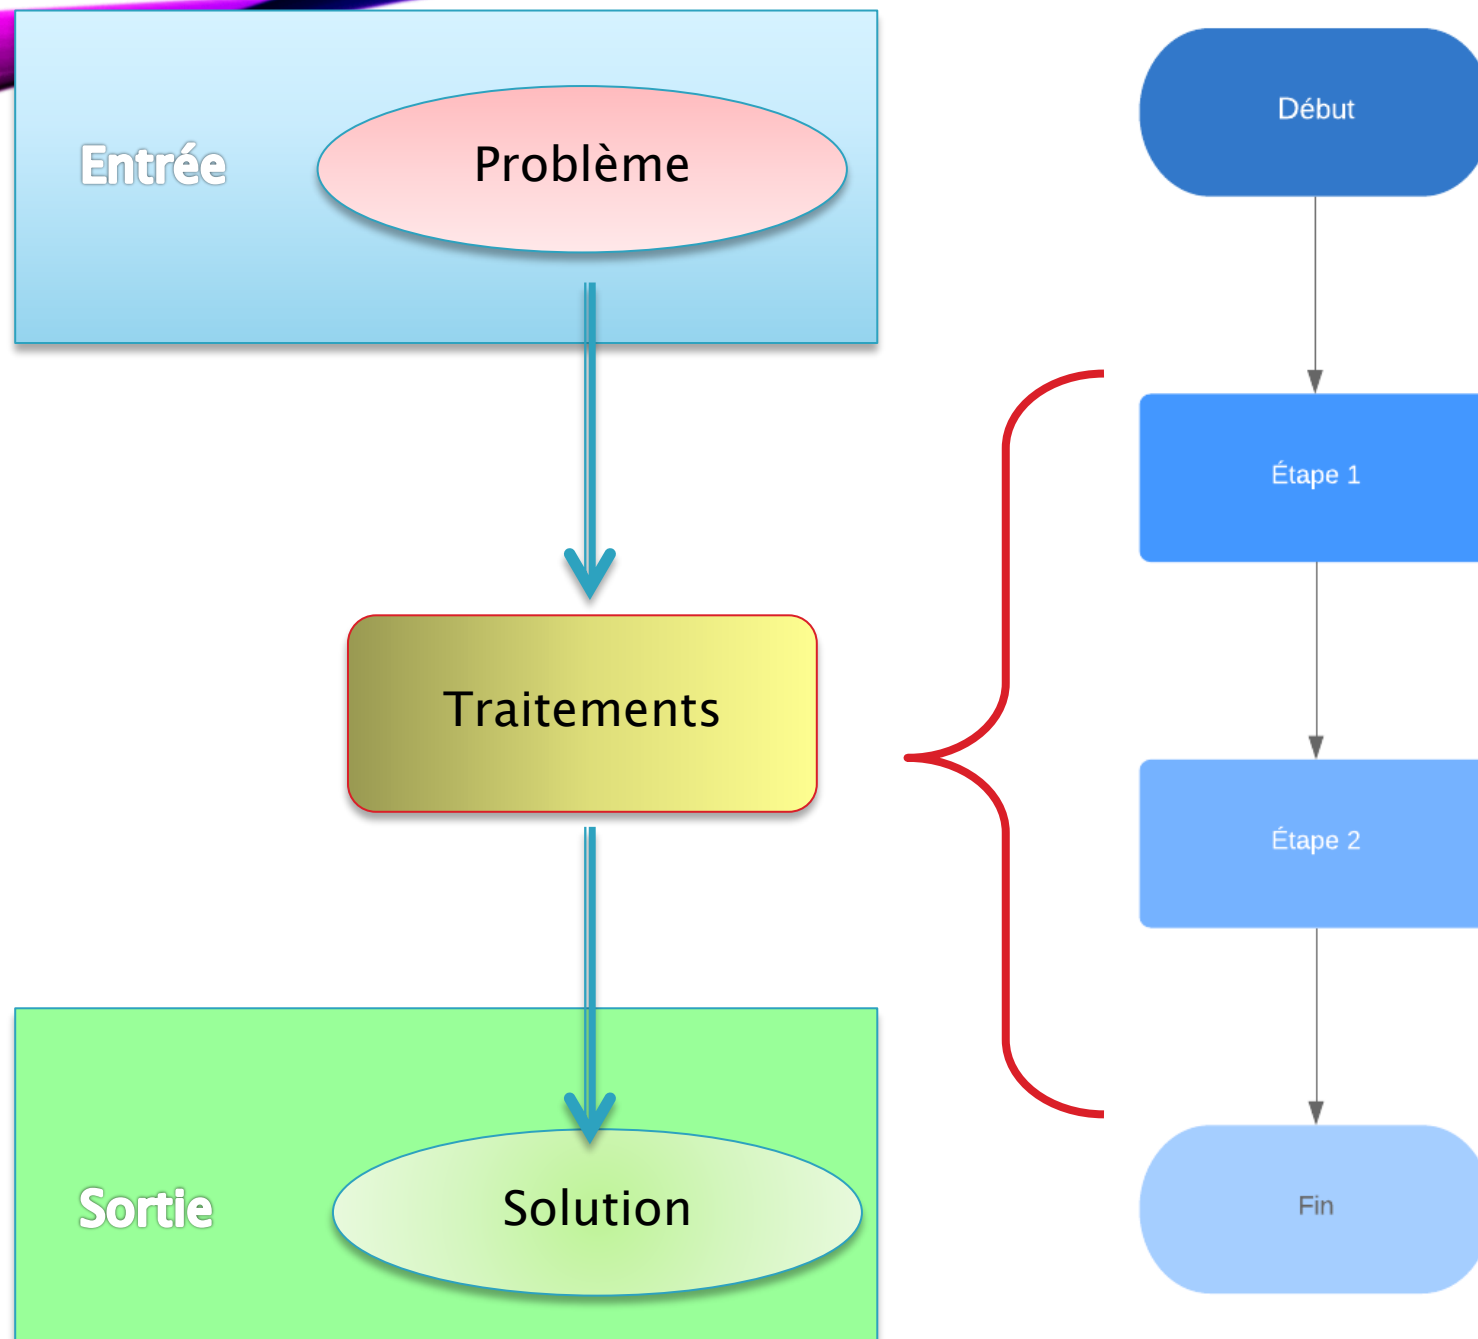 Entrée
Problème
Traitements
Sortie
Solution
Début
Étape 1
Étape 2
Fin